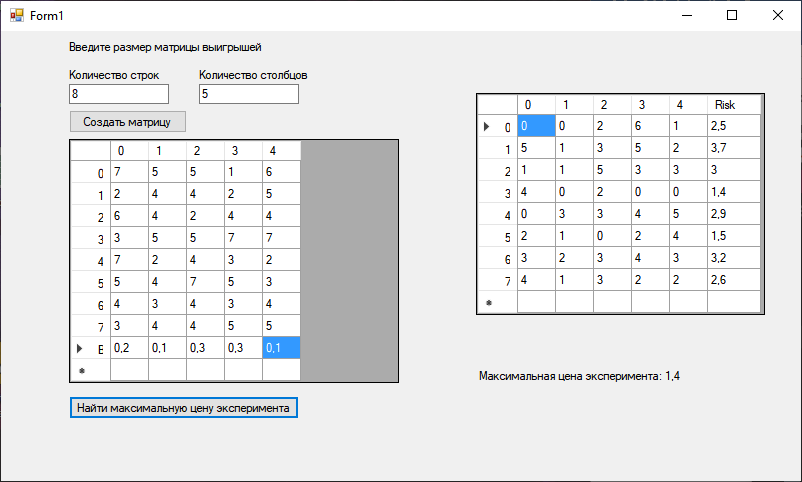 Form1
Введите размер матрицы выигрышей
Количество строк Количество столбцов
8 5
Создать матрицу
0 1 2 3 4
0 7 5 5 1 6
1 2 4 4 2 5
2 6 4 2 4 4
3 3 5 5 7 7
4 7 2 4 3 2
5 5 4 7 5 3
6 4 3 4 3 4
7 3 4 4 5 5
В 0,2 0,1 0,3 0,3 0,1
Найти максимальную цену эксперимента
0 1 2 3 4 Risk
0 0 0 2 6 1 2,5
1 5 1 3 5 2 3,7
2 1 1 5 3 3 3
3 4 0 2 0 0 1,4
4 0 3 3 4 5 2,9
5 2 1 0 2 4 1,5
6 3 2 3 4 3 3,2
7 4 1 3 2 2 2,6
Максимальная цена эксперимента: 1,4